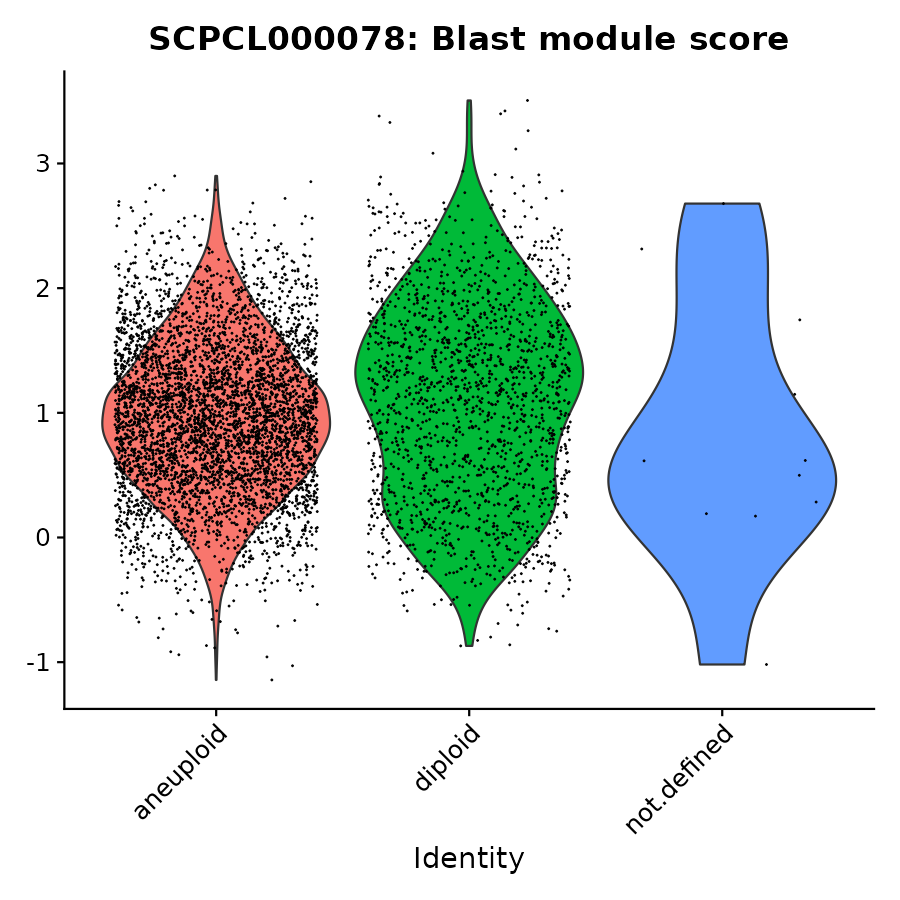 SCPCL000078: Blast module score
3
2
1
0
-1
aneuploid
diploid
not.defined
Identity